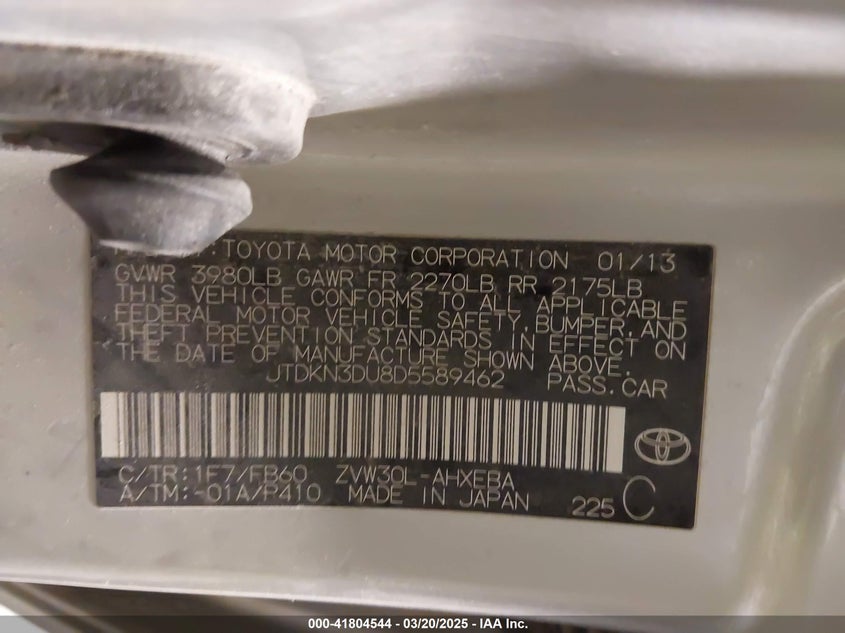 :TOYOTA MOTOR CORPORATION 01/13
GVWR 3980LB GAWR FR 2270LB RR 2175LB
THIS VEHICLE CONFORMS TO ALL APPLICABLE
FEDERAL MOTOR VEHICLE SAFETY, BUMPER, AND
THEFT PREVENTION STANDARDS IN EFFECT ON
THE DATE OF MANUFACTURE SHOWN ABOVE.
JTDKN3DU8D5589462 PASS.CAR
C/TR:1F7/FB60 ZVW30L-AHXEBA
A/TM:-01A/P410 MADE IN JAPAN 225 C
000-41804544 / 03/20/2025 - IAA Inc.